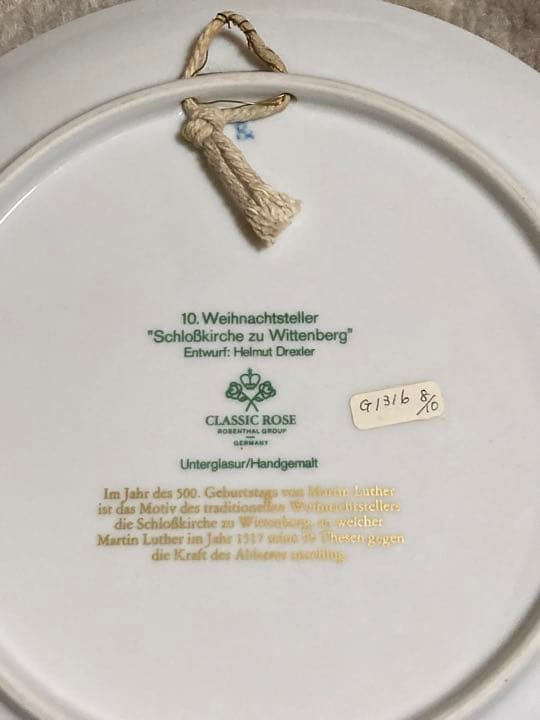 10. Weihnachtsteller
"Schloßkirche zu Wittenberg"
Entwurf: Helmut Drexler
CLASSIC ROSE
ROSENTHAL GROUP
GERMANY
G1316 8/10
Unterglasur/Handgemalt
Im Jahr des 500. Geburtstags von Martin Luther
ist das Motiv des traditionellen Weihnachtstellers
die Schloßkirche zu Wittenberg, an welcher
Martin Luther im Jahr 1517 seine Thesen gegen
die Kraft des Ablasses anschlug.